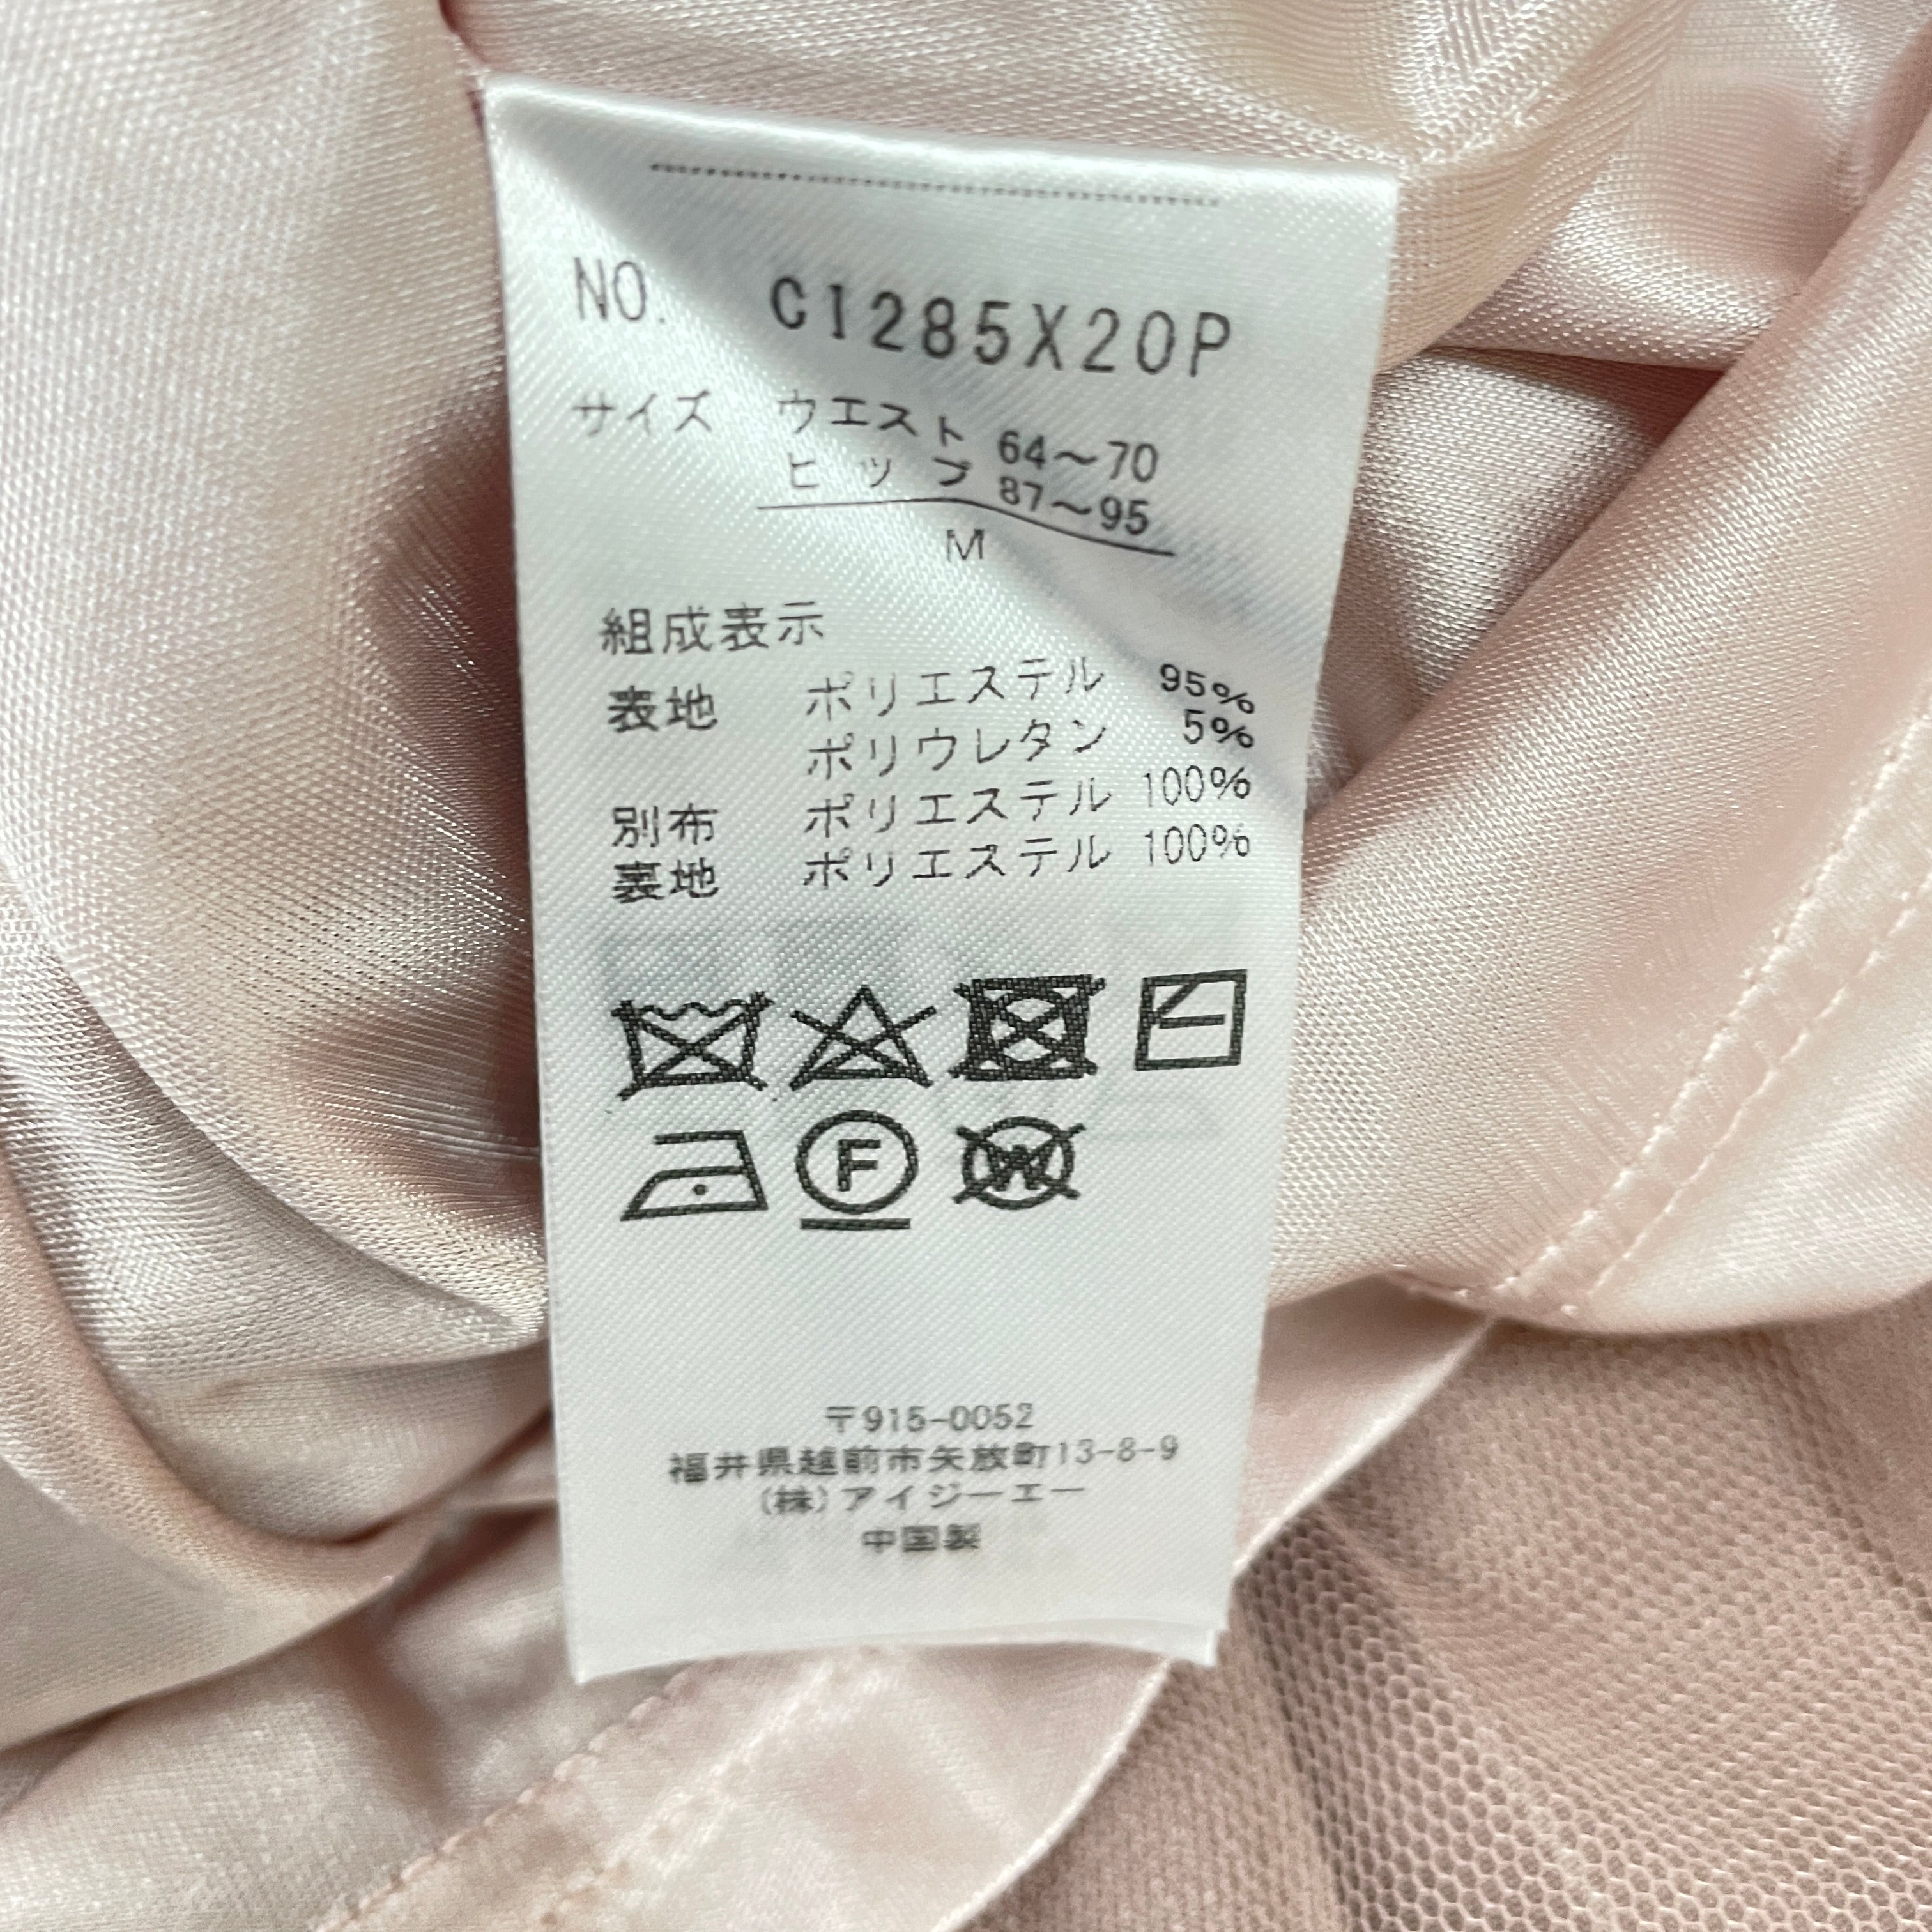 NO. C1285X20P
サイズ ウエスト 64~70
ヒップ 87~95
M
組成表示
表地 ポリエステル 95%
ポリウレタン 5%
別布 ポリエステル 100%
裏地 ポリエステル 100%
F W
〒915-0052
福井県越前市矢放町13-8-9
(株)アイジーエー
中国製